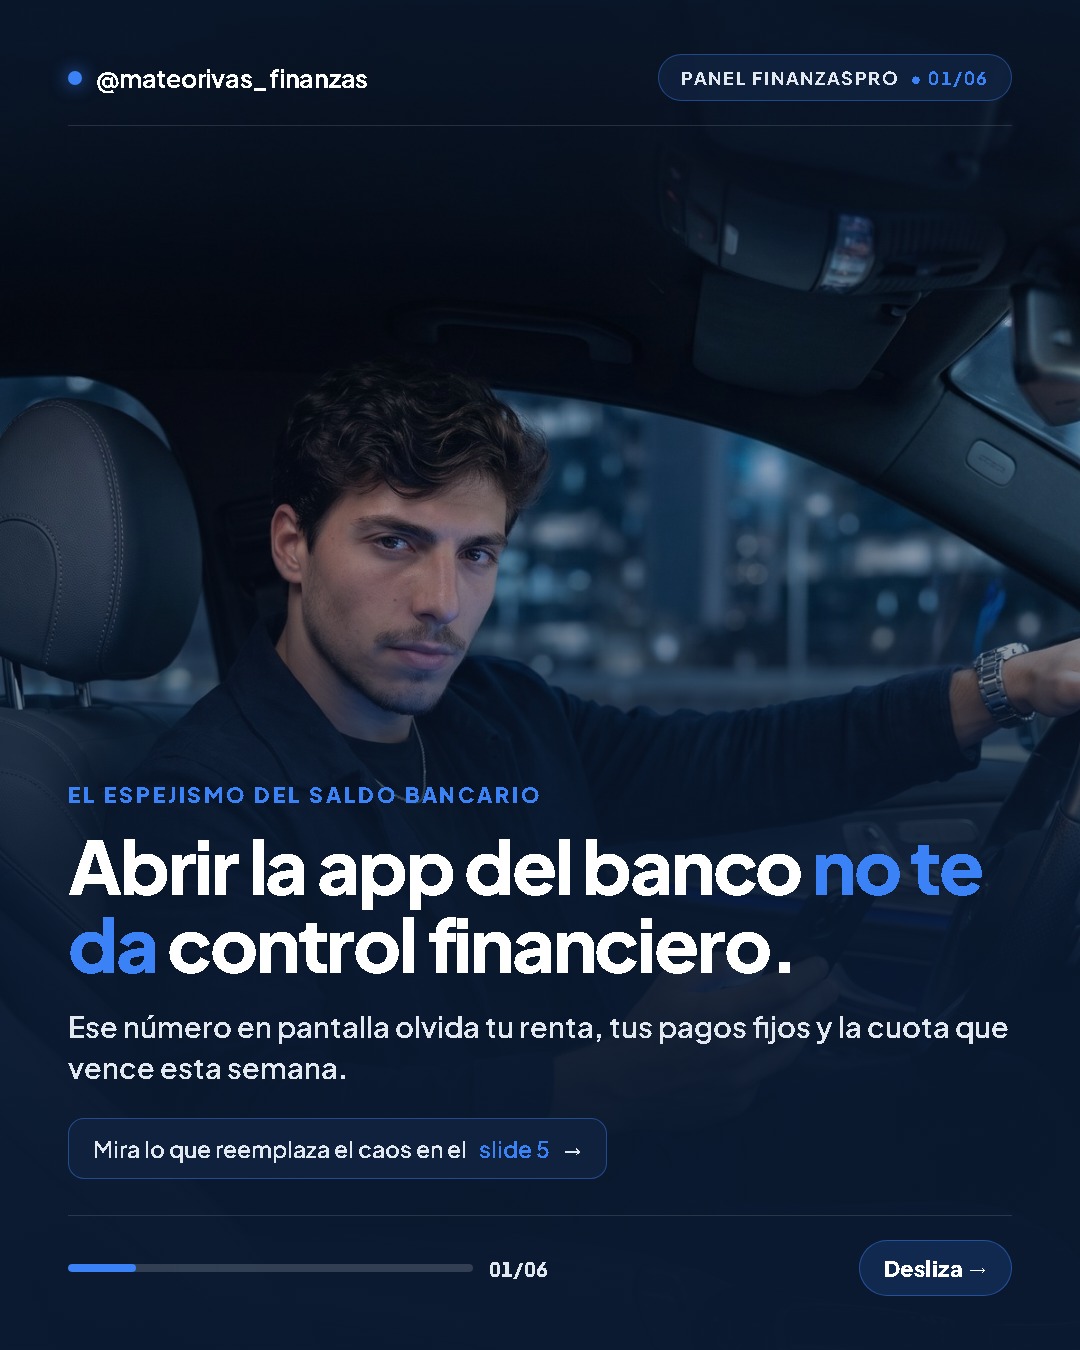 @mateorivas_finanzas
PANEL FINANZASPRO • 01/06
EL ESPEJISMO DEL SALDO BANCARIO
Abrir la app del banco no te
da control financiero.
Ese número en pantalla olvida tu renta, tus pagos fijos y la cuota que
vence esta semana.
Mira lo que reemplaza el caos en el slide 5 →
01/06
Desliza →